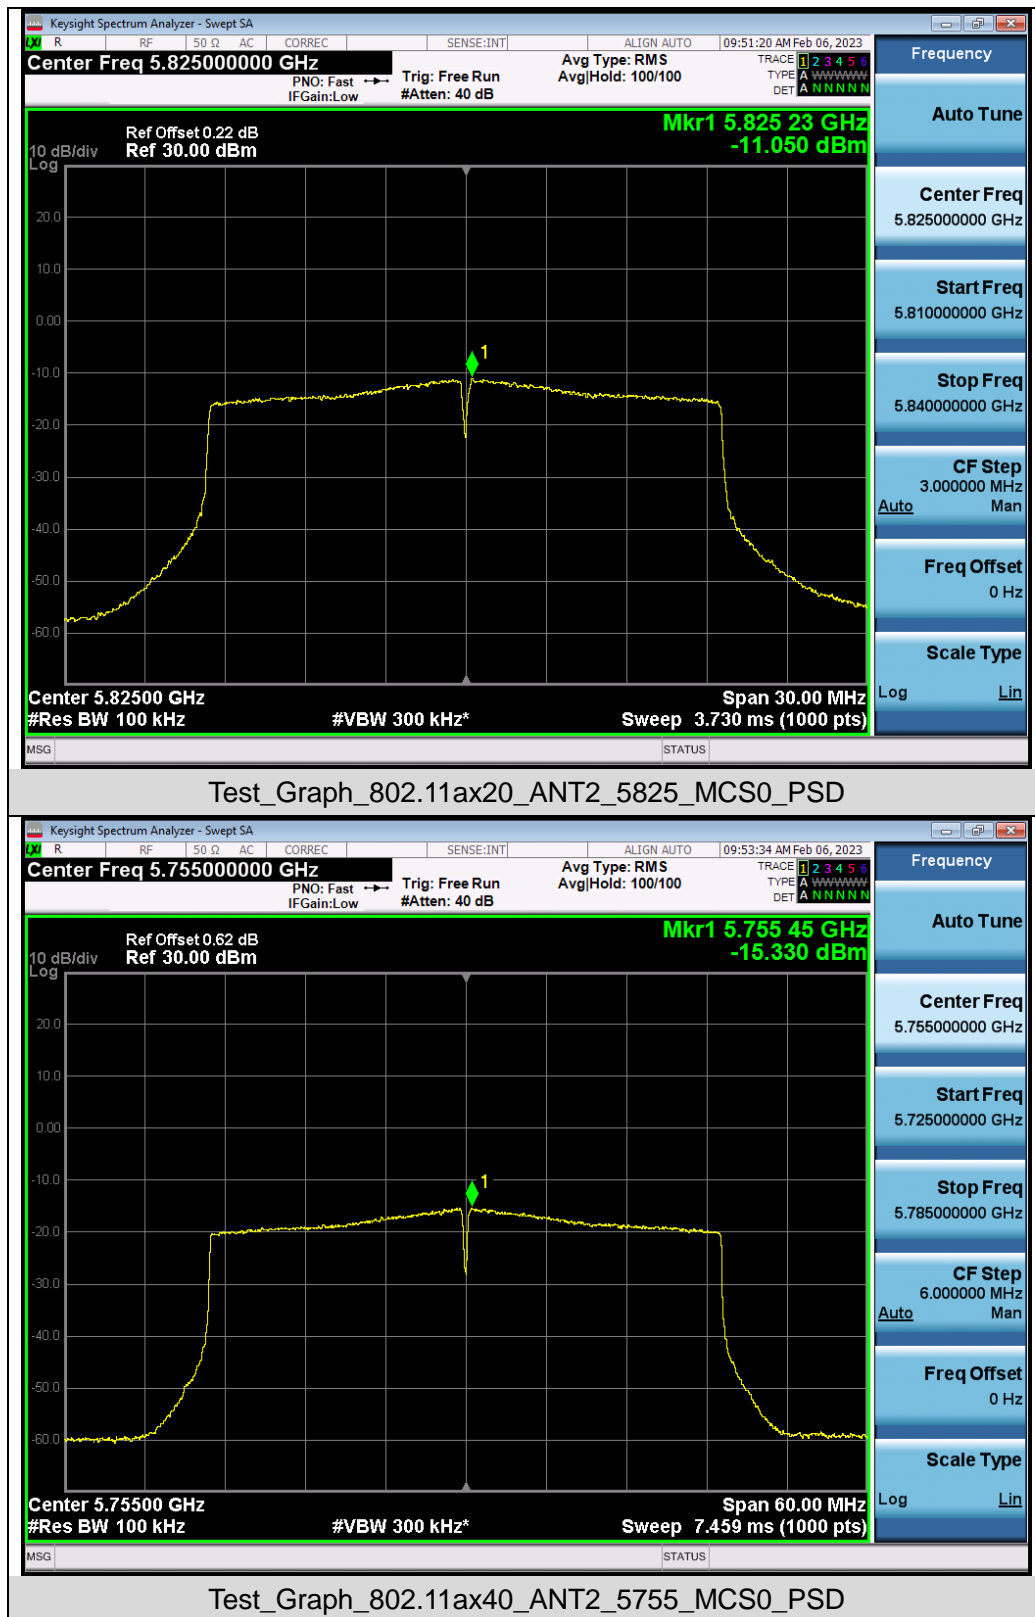 Keysight Spectrum Analyzer - Swept SA
LXI R RF 50 Ω AC CORREC SENSE:INT ALIGN AUTO 09:51:20 AM Feb 06, 2023
Center Freq 5.825000000 GHz
PNO: Fast
IFGain:Low
Trig: Free Run
#Atten: 40 dB
Avg Type: RMS
Avg|Hold: 100/100
TRACE 1 2 3 4 5 6
TYPE A WWWWW
DET A N N N N N
Frequency
Mkr1 5.825 23 GHz
-11.050 dBm
Ref Offset 0.22 dB
10 dB/div Ref 30.00 dBm
Log
20.0
10.0
0.00
-10.0
-20.0
-30.0
-40.0
-50.0
-60.0
1
Auto Tune
Center Freq
5.825000000 GHz
Start Freq
5.810000000 GHz
Stop Freq
5.840000000 GHz
CF Step
3.000000 MHz
Auto Man
Freq Offset
0 Hz
Scale Type
Log Lin
Center 5.82500 GHz Span 30.00 MHz
#Res BW 100 kHz #VBW 300 kHz* Sweep 3.730 ms (1000 pts)
MSG STATUS
Test_Graph_802.11ax20_ANT2_5825_MCS0_PSD
Keysight Spectrum Analyzer - Swept SA
LXI R RF 50 Ω AC CORREC SENSE:INT ALIGN AUTO 09:53:34 AM Feb 06, 2023
Center Freq 5.755000000 GHz
PNO: Fast
IFGain:Low
Trig: Free Run
#Atten: 40 dB
Avg Type: RMS
Avg|Hold: 100/100
TRACE 1 2 3 4 5 6
TYPE A WWWWW
DET A N N N N N
Frequency
Mkr1 5.755 45 GHz
-15.330 dBm
Ref Offset 0.62 dB
10 dB/div Ref 30.00 dBm
Log
20.0
10.0
0.00
-10.0
-20.0
-30.0
-40.0
-50.0
-60.0
1
Auto Tune
Center Freq
5.755000000 GHz
Start Freq
5.725000000 GHz
Stop Freq
5.785000000 GHz
CF Step
6.000000 MHz
Auto Man
Freq Offset
0 Hz
Scale Type
Log Lin
Center 5.75500 GHz Span 60.00 MHz
#Res BW 100 kHz #VBW 300 kHz* Sweep 7.459 ms (1000 pts)
MSG STATUS
Test_Graph_802.11ax40_ANT2_5755_MCS0_PSD